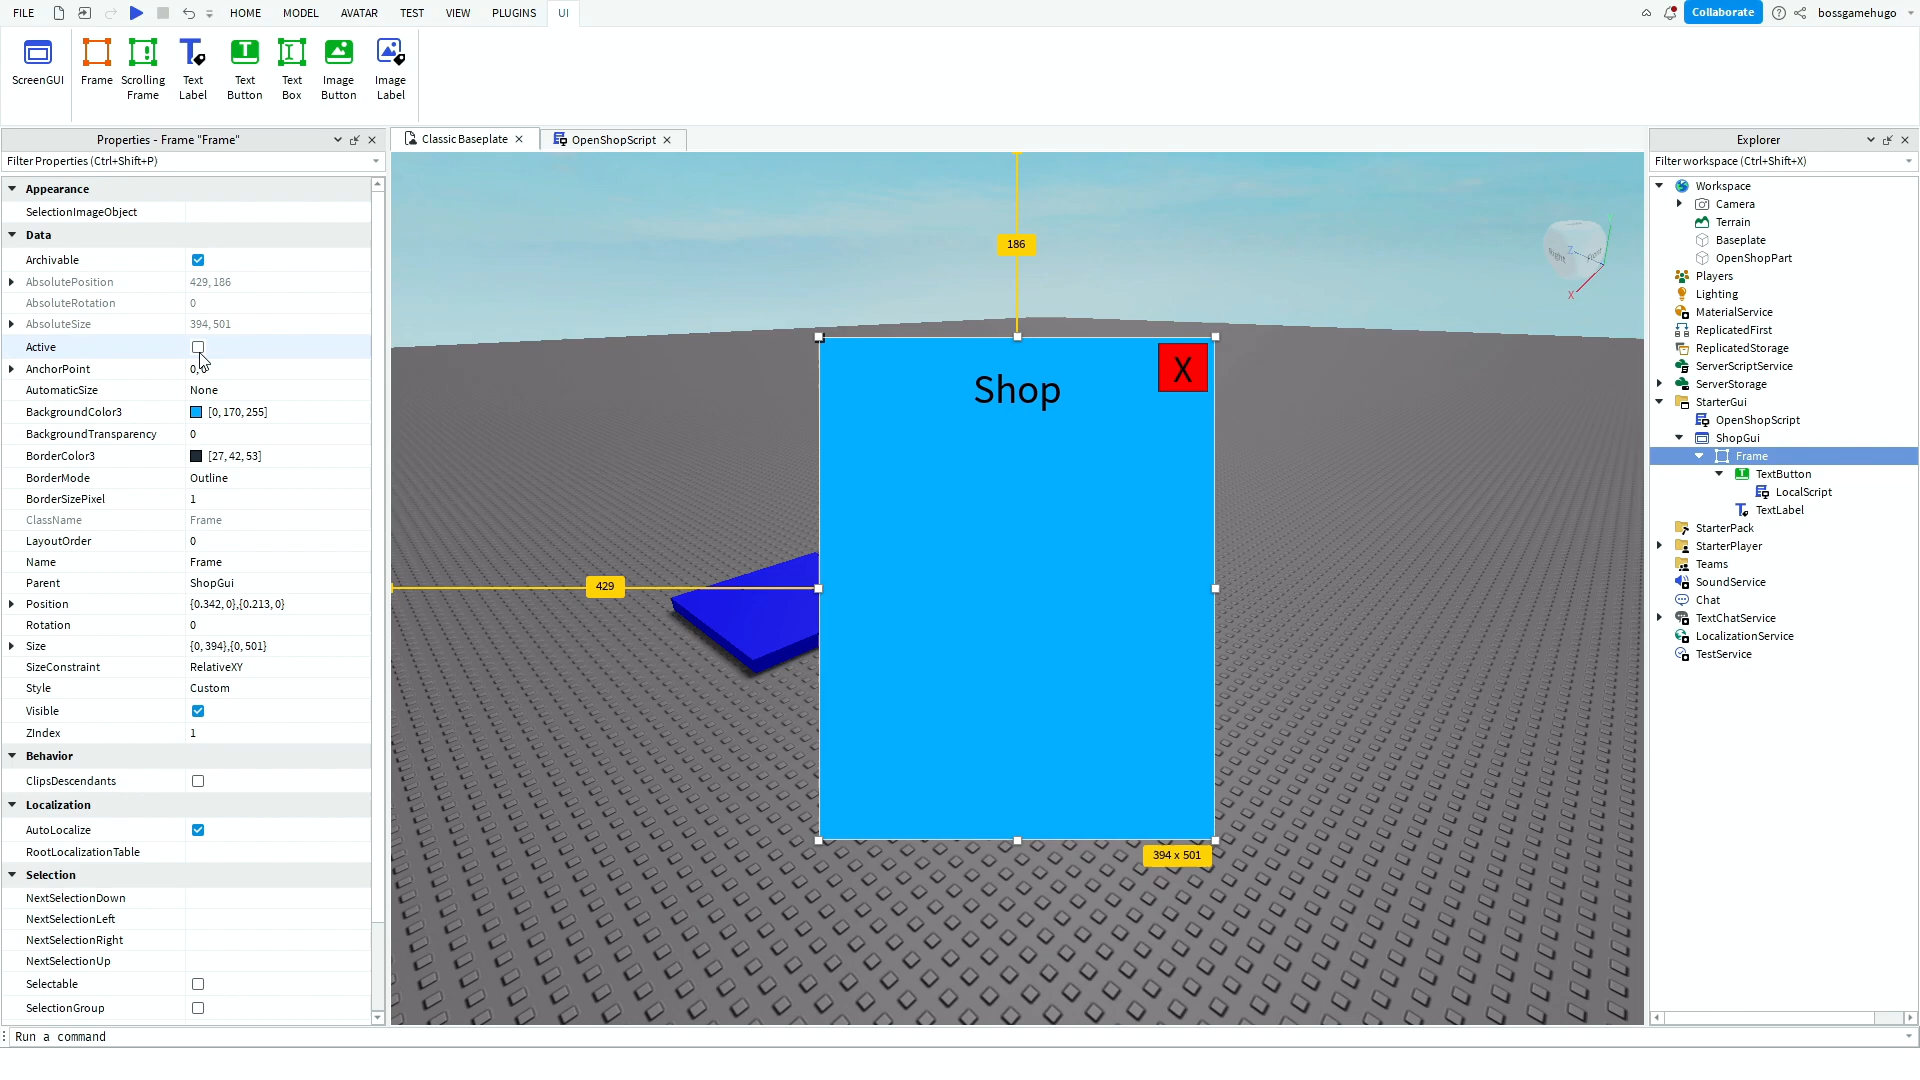 FILE HOME MODEL AVATAR TEST VIEW PLUGINS UI Collaborate bossgamehugo
ScreenGUI Frame Scrolling Frame Text Label Text Button Text Box Image Button Image Label
Properties - Frame "Frame"
Filter Properties (Ctrl+Shift+P)
Appearance
SelectionImageObject
Data
Archivable
AbsolutePosition 429, 186
AbsoluteRotation 0
AbsoluteSize 394, 501
Active
AnchorPoint 0,
AutomaticSize None
BackgroundColor3 [0, 170, 255]
BackgroundTransparency 0
BorderColor3 [27, 42, 53]
BorderMode Outline
BorderSizePixel 1
ClassName Frame
LayoutOrder 0
Name Frame
Parent ShopGui
Position {0.342, 0},{0.213, 0}
Rotation 0
Size {0, 394},{0, 501}
SizeConstraint RelativeXY
Style Custom
Visible
ZIndex 1
Behavior
ClipsDescendants
Localization
AutoLocalize
RootLocalizationTable
Selection
NextSelectionDown
NextSelectionLeft
NextSelectionRight
NextSelectionUp
Selectable
SelectionGroup
Classic Baseplate OpenShopScript
186
Right
Z
X
Shop X
429
394 x 501
Explorer
Filter workspace (Ctrl+Shift+X)
Workspace
Camera
Terrain
Baseplate
OpenShopPart
Players
Lighting
MaterialService
ReplicatedFirst
ReplicatedStorage
ServerScriptService
ServerStorage
StarterGui
OpenShopScript
ShopGui
Frame
TextButton
LocalScript
TextLabel
StarterPack
StarterPlayer
Teams
SoundService
Chat
TextChatService
LocalizationService
TestService
Run a command